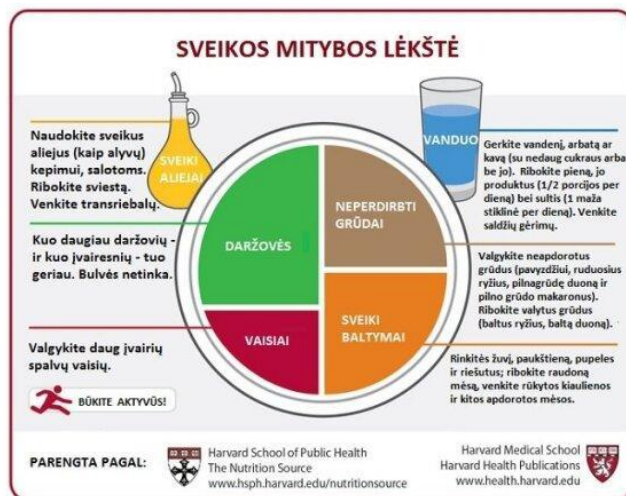 SVEIKOS MITYBOS LĖKŠTĖ
Naudokite sveikus
aliejus (kaip alyvų)
kepimui, salotoms.
Ribokite sviestą.
Venkite transriebalų.
SVEIKI
ALIEJAI
VANDUO
Gerkite vandenį, arbatą ar
kavą (su nedaug cukraus arba
be jo). Ribokite pieną, jo
produktus (1/2 porcijos per
dieną) bei sultis (1 maža
stiklinė per dieną). Venkite
saldžių gėrimų.
Kuo daugiau daržovių -
ir kuo įvairesnių - tuo
geriau. Bulvės netinka.
DARŽOVĖS
NEPERDIRBTI
GRŪDAI
Valgykite neapdorotus
grūdus (pavyzdžiui, ruduosius
ryžius, pilnagrūdę duoną ir
pilno grūdo makaronus).
Ribokite valytus grūdus
(baltus ryžius, baltą duoną).
Valgykite daug įvairių
spalvų vaisių.
VAISIAI
SVEIKI
BALTYMAI
Rinkitės žuvį, paukštieną, pupeles
ir riešutus; ribokite raudoną
mėsą, venkite rūkytos kiaulienos
ir kitos apdorotos mėsos.
BŪKITE AKTYVŪS!
PARENGTA PAGAL:
Harvard School of Public Health
The Nutrition Source
www.hsph.harvard.edu/nutritionsource
Harvard Medical School
Harvard Health Publications
www.health.harvard.edu